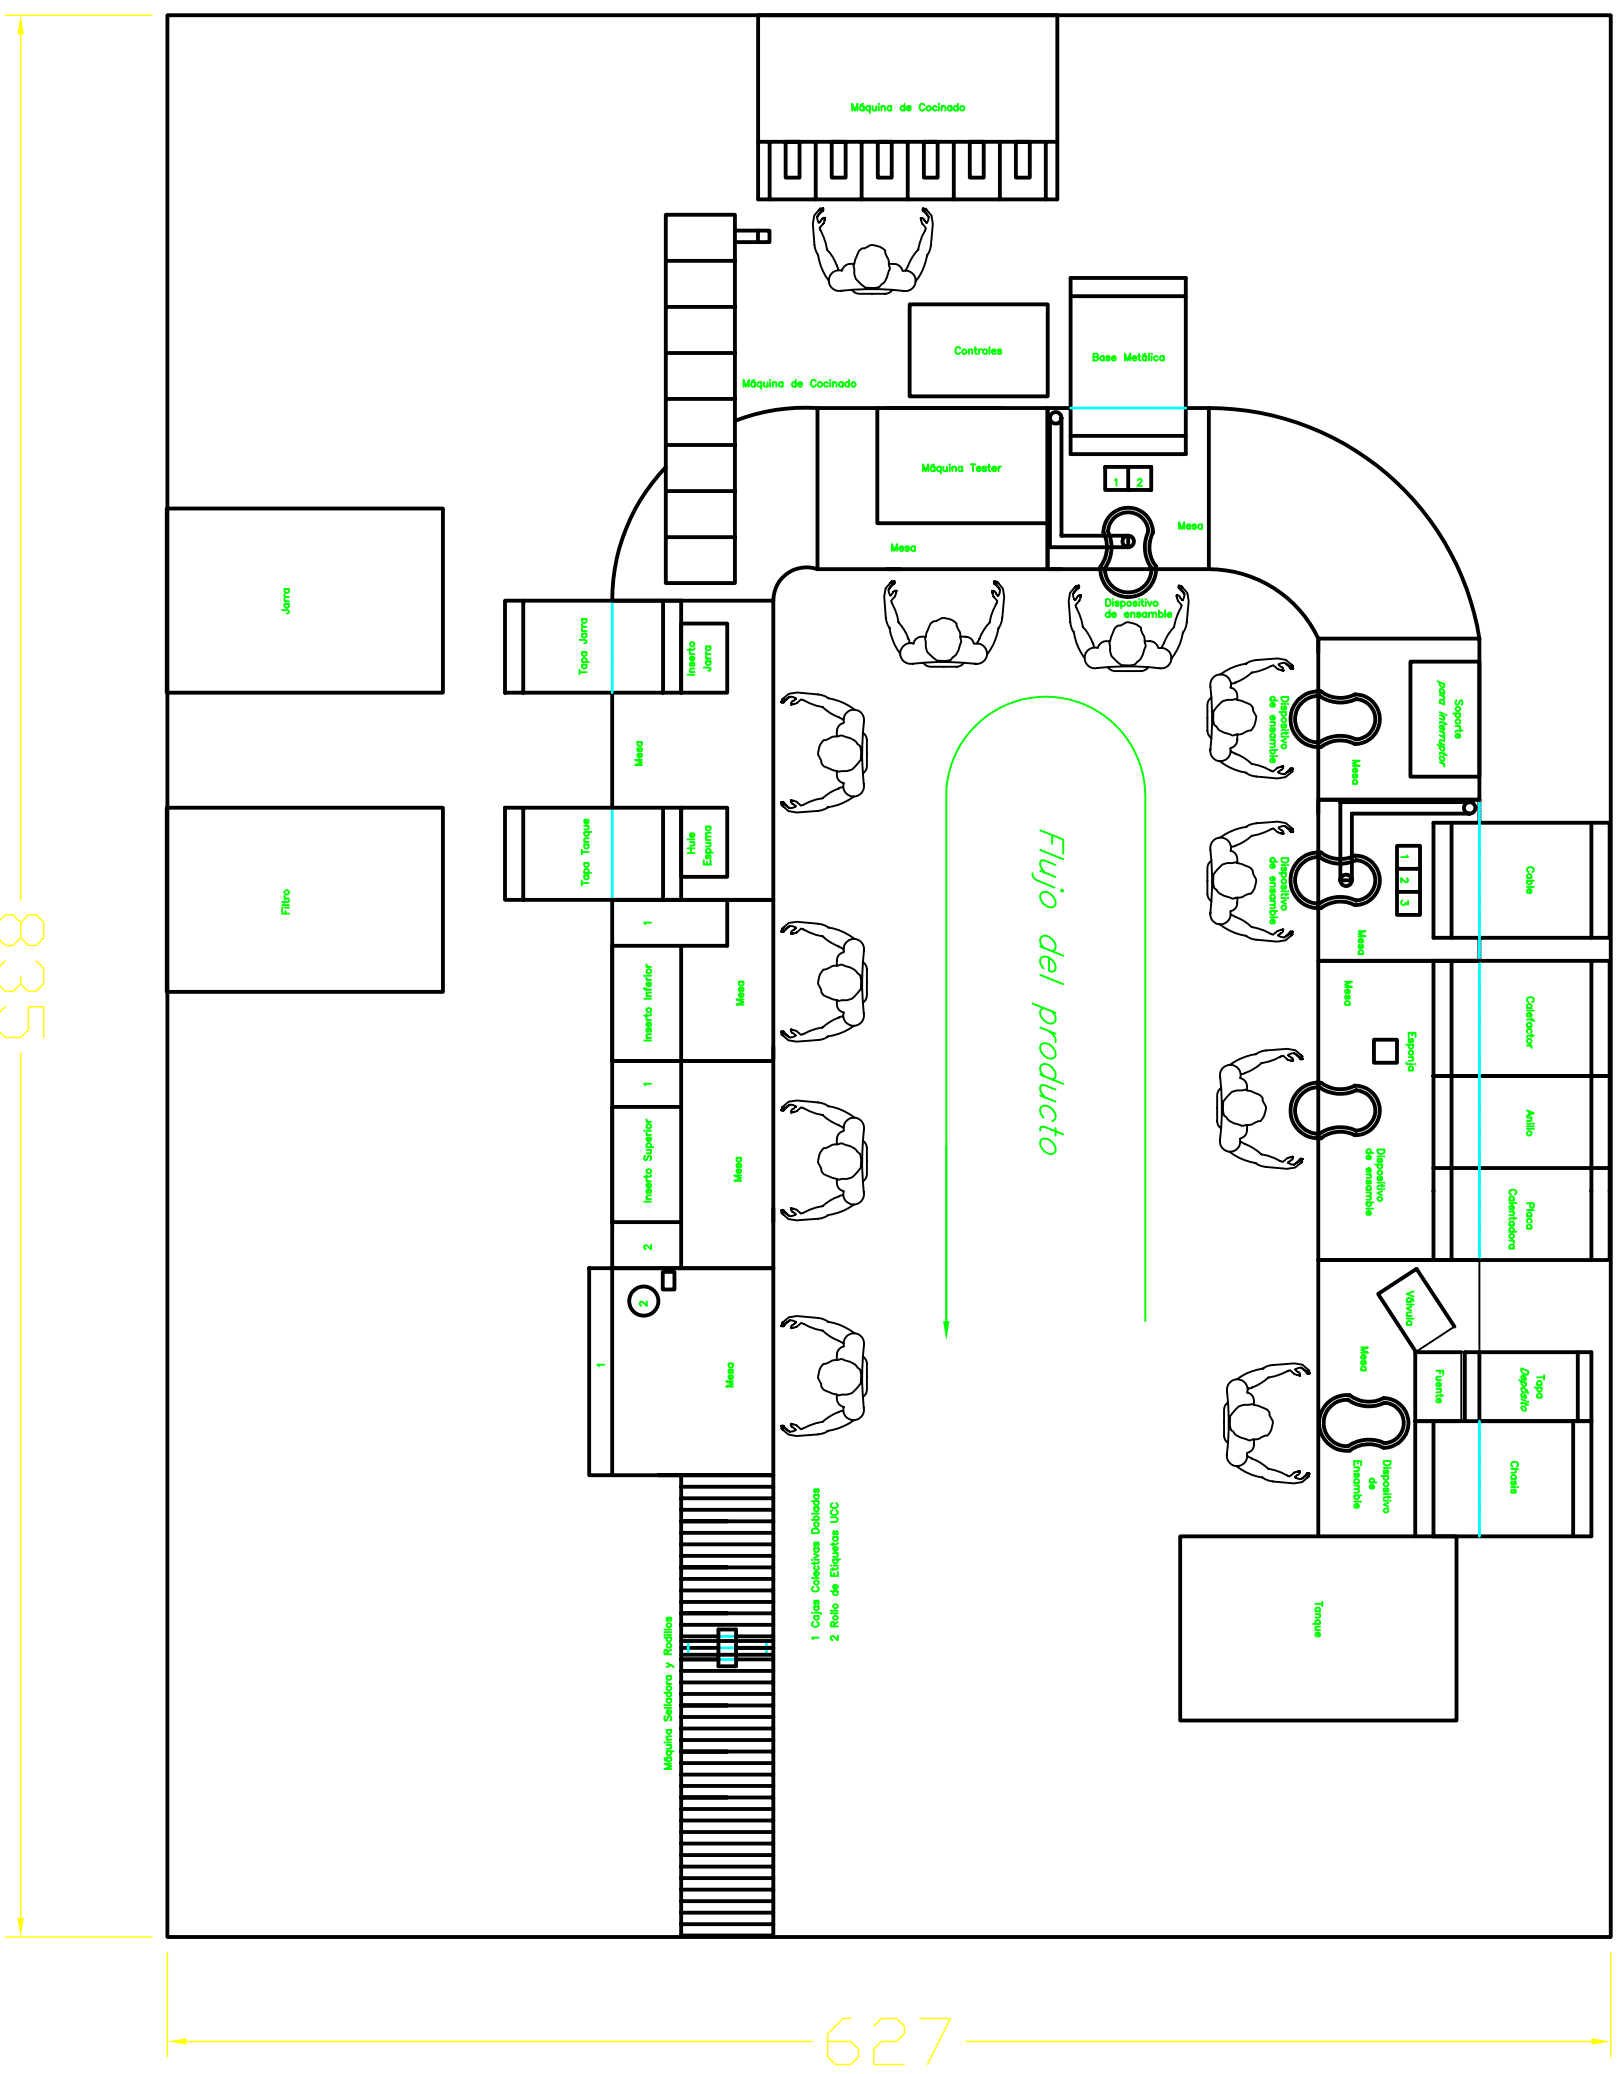 Máquina de Cocinado
Controles
Base Metálica
Máquina de Cocinado
Máquina Tester
1 2
Mesa
Mesa
Dispositivo
de ensamble
Jarra
Tapa Jarra
Inserto
Jarra
Mesa
Dispositivo
de ensamble
Soporte
para interruptor
Mesa
Filtro
Tapa Tanque
Hule
Espuma
Dispositivo
de ensamble
1
2
3
Cable
Mesa
1
Inserto Inferior
Mesa
Flujo del producto
Mesa
Esponja
Calefactor
Anillo
Placa
Calentadora
Dispositivo
de ensamble
1
Inserto Superior
2
Mesa
Válvula
Mesa
Fuente
Tapa
Depósito
Chasis
Dispositivo
de
Ensamble
2
1
Mesa
1 Cajas Colectivas Dobladas
2 Rollo de Etiquetas UCC
Tanque
Máquina Selladora y Rodillos
835
627